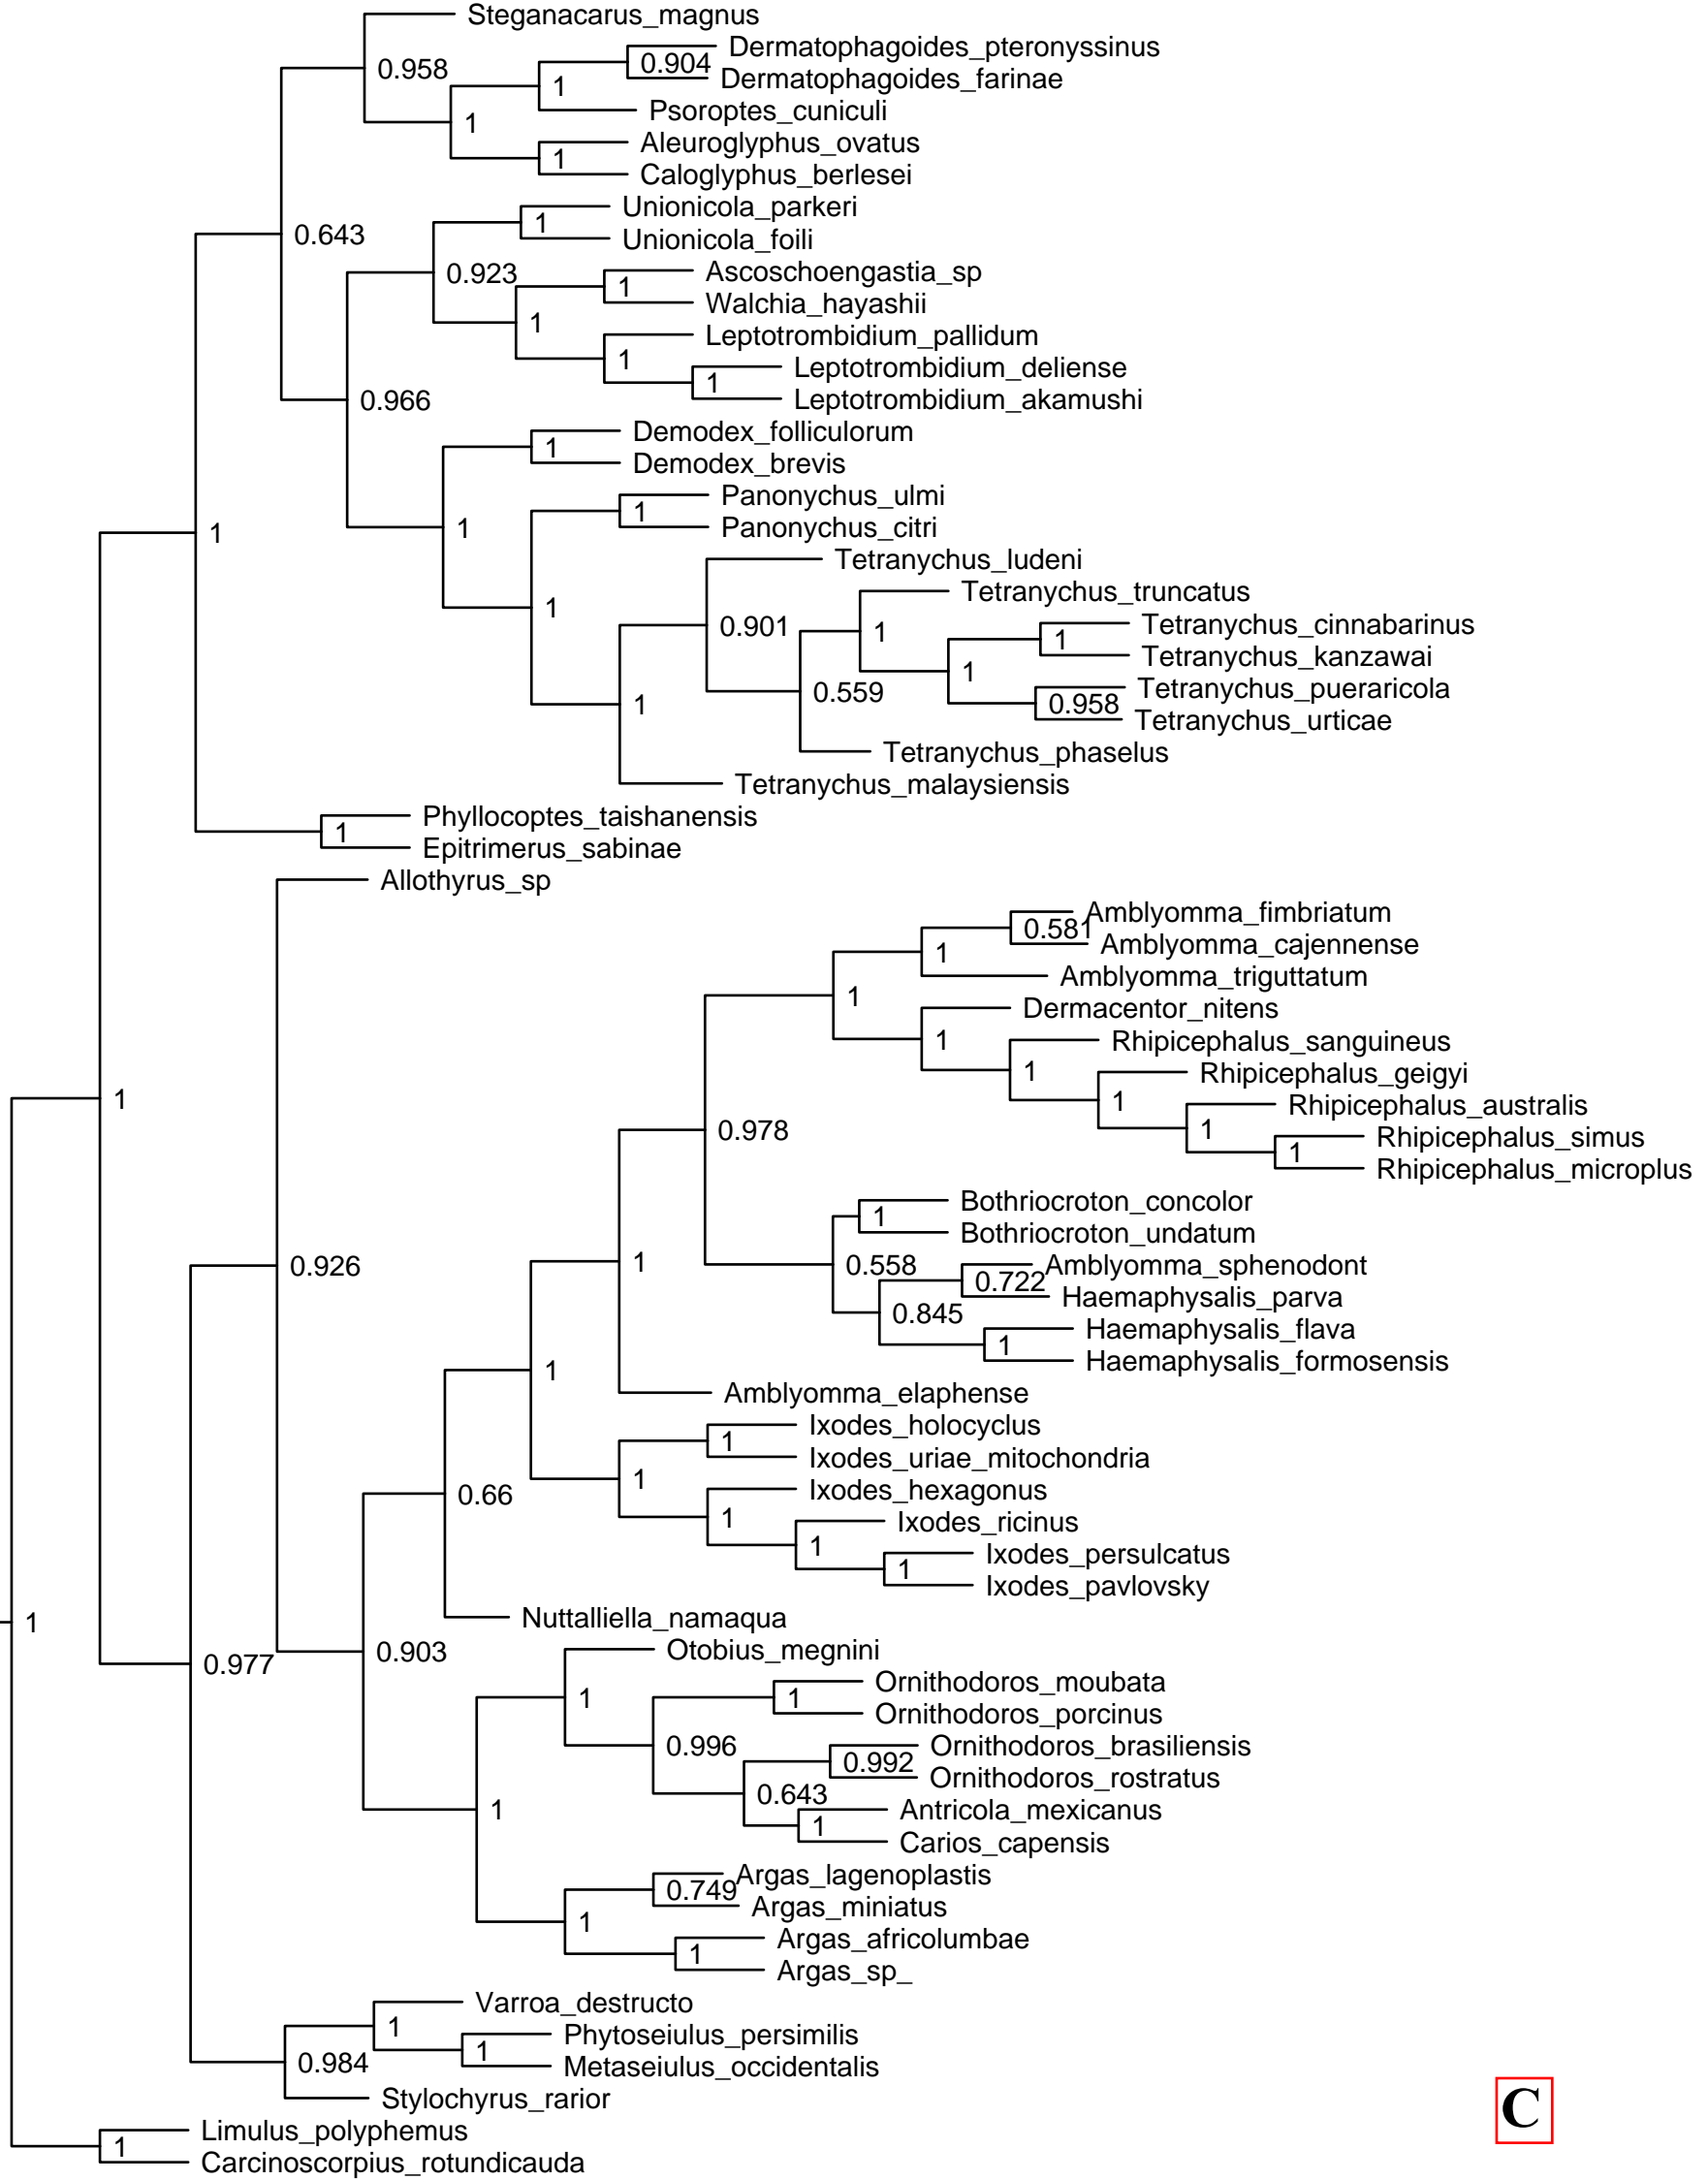 Steganacarus_magnus
Dermatophagoides_pteronyssinus
0.958
0.904
Dermatophagoides_farinae
1
Psoroptes_cuniculi
1
Aleuroglyphus_ovatus
1
Caloglyphus_berlesei
Unionicola_parkeri
1
0.643
Unionicola_foili
0.923
Ascoschoengastia_sp
1
Walchia_hayashii
1
Leptotrombidium_pallidum
1
Leptotrombidium_deliense
1
0.966
Leptotrombidium_akamushi
Demodex_folliculorum
1
Demodex_brevis
Panonychus_ulmi
1
1
1
Panonychus_citri
Tetranychus_ludeni
Tetranychus_truncatus
1
0.901
1
Tetranychus_cinnabarinus
1
Tetranychus_kanzawai
1
0.559
Tetranychus_pueraricola
1
0.958
Tetranychus_urticae
Tetranychus_phaselus
Tetranychus_malaysiensis
Phyllocoptes_taishanensis
1
Epitrimerus_sabinae
Allothyrus_sp
Amblyomma_fimbriatum
0.581
Amblyomma_cajennense
1
Amblyomma_triguttatum
1
Dermacentor_nitens
1
Rhipicephalus_sanguineus
1
Rhipicephalus_geigyi
1
1
Rhipicephalus_australis
0.978
1
Rhipicephalus_simus
1
Rhipicephalus_microplus
Bothriocroton_concolor
1
Bothriocroton_undatum
0.926
1
0.558
Amblyomma_sphenodont
0.722
Haemaphysalis_parva
0.845
Haemaphysalis_flava
1
Haemaphysalis_formosensis
1
Amblyomma_elaphense
Ixodes_holocyclus
1
Ixodes_uriae_mitochondria
1
0.66
Ixodes_hexagonus
1
Ixodes_ricinus
1
Ixodes_persulcatus
1
Ixodes_pavlovsky
1
Nuttalliella_namaqua
0.977
0.903
Otobius_megnini
Ornithodoros_moubata
1
1
Ornithodoros_porcinus
0.996
Ornithodoros_brasiliensis
0.992
Ornithodoros_rostratus
0.643
1
Antricola_mexicanus
1
Carios_capensis
Argas_lagenoplastis
0.749
Argas_miniatus
1
Argas_africolumbae
1
Argas_sp_
Varroa_destructo
1
Phytoseiulus_persimilis
1
0.984
Metaseiulus_occidentalis
Stylochyrus_rarior
C
Limulus_polyphemus
1
Carcinoscorpius_rotundicauda